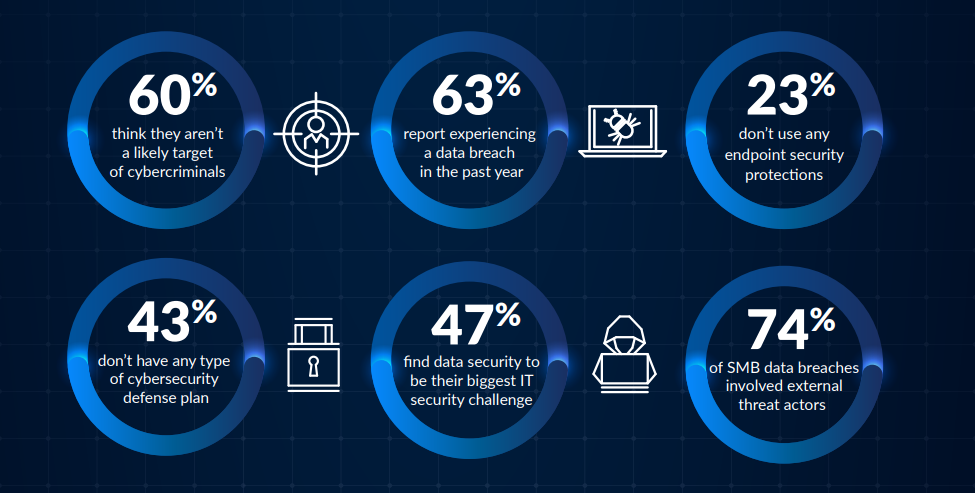 60%
think they aren't
a likely target
of cybercriminals
63%
report experiencing
a data breach
in the past year
23%
don't use any
endpoint security
protections
43%
don't have any type
of cybersecurity
defense plan
47%
find data security to
be their biggest IT
security challenge
74%
of SMB data breaches
involved external
threat actors